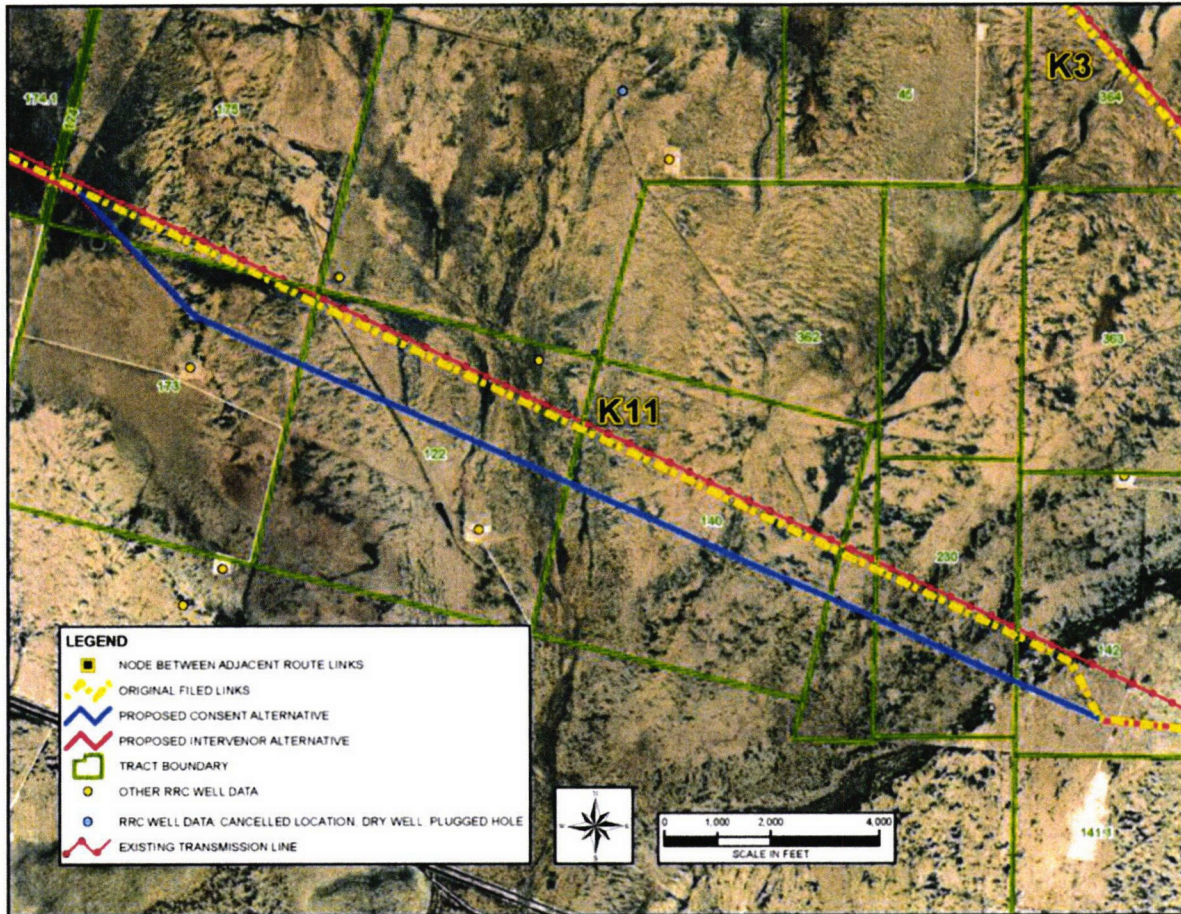 K3
174.1
174
175
45
364
362
363
K11
173
122
140
230
142
141.1
LEGEND
NODE BETWEEN ADJACENT ROUTE LINKS
ORIGINAL FILED LINKS
PROPOSED CONSENT ALTERNATIVE
PROPOSED INTERVENOR ALTERNATIVE
TRACT BOUNDARY
OTHER RRC WELL DATA
RRC WELL DATA, CANCELLED LOCATION, DRY WELL, PLUGGED HOLE
EXISTING TRANSMISSION LINE
N
W E
S
0 1,000 2,000 4,000
SCALE IN FEET